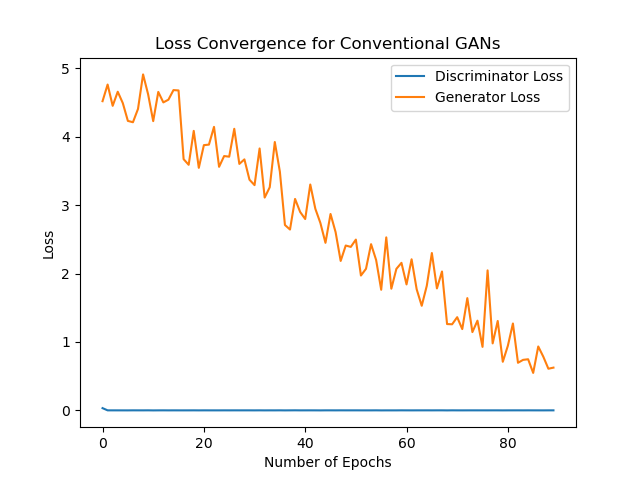 Loss Convergence for Conventional GANs
Discriminator Loss
Generator Loss
5
4
3
2
1
0
Loss
0 20 40 60 80
Number of Epochs